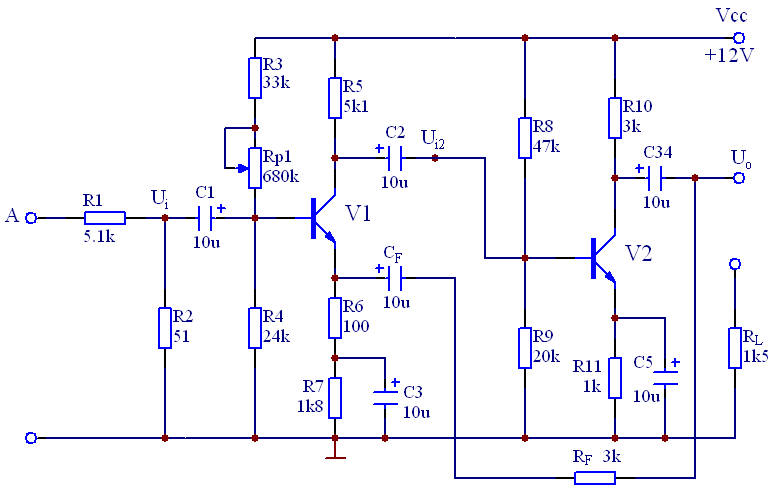 Vcc
+12V
R3
33k
R5
5k1
R10
3k
R8
47k
C2
10u
Ui2
C34
10u
Uo
Rp1
680k
R1
5.1k
Ui
C1
10u
A
V1
V2
CF
10u
R2
51
R4
24k
R6
100
R9
20k
RL
1k5
R7
1k8
C3
10u
R11
1k
C5
10u
RF 3k